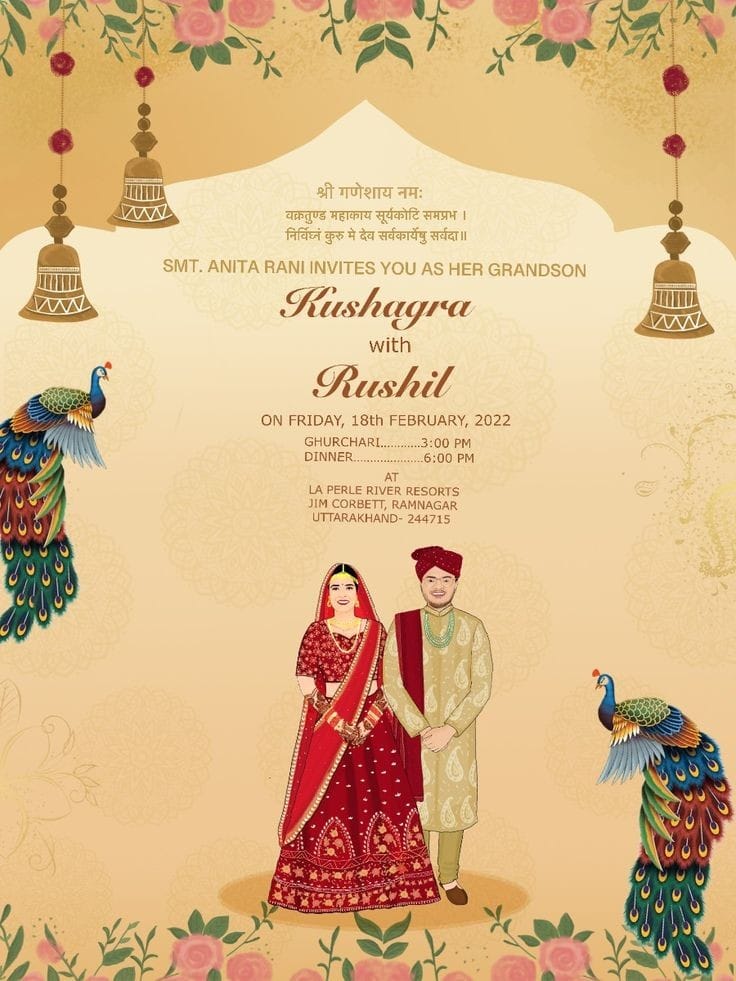 श्री गणेशाय नमः
वक्रतुण्ड महाकाय सूर्यकोटि समप्रभ ।
निर्विघ्नं कुरु मे देव सर्वकार्येषु सर्वदा॥
SMT. ANITA RANI INVITES YOU AS HER GRANDSON
Kushagra
with
Rushil
ON FRIDAY, 18th FEBRUARY, 2022
GHURCHARI...........3:00 PM
DINNER....................6:00 PM
AT
LA PERLE RIVER RESORTS
JIM CORBETT, RAMNAGAR
UTTARAKHAND- 244715